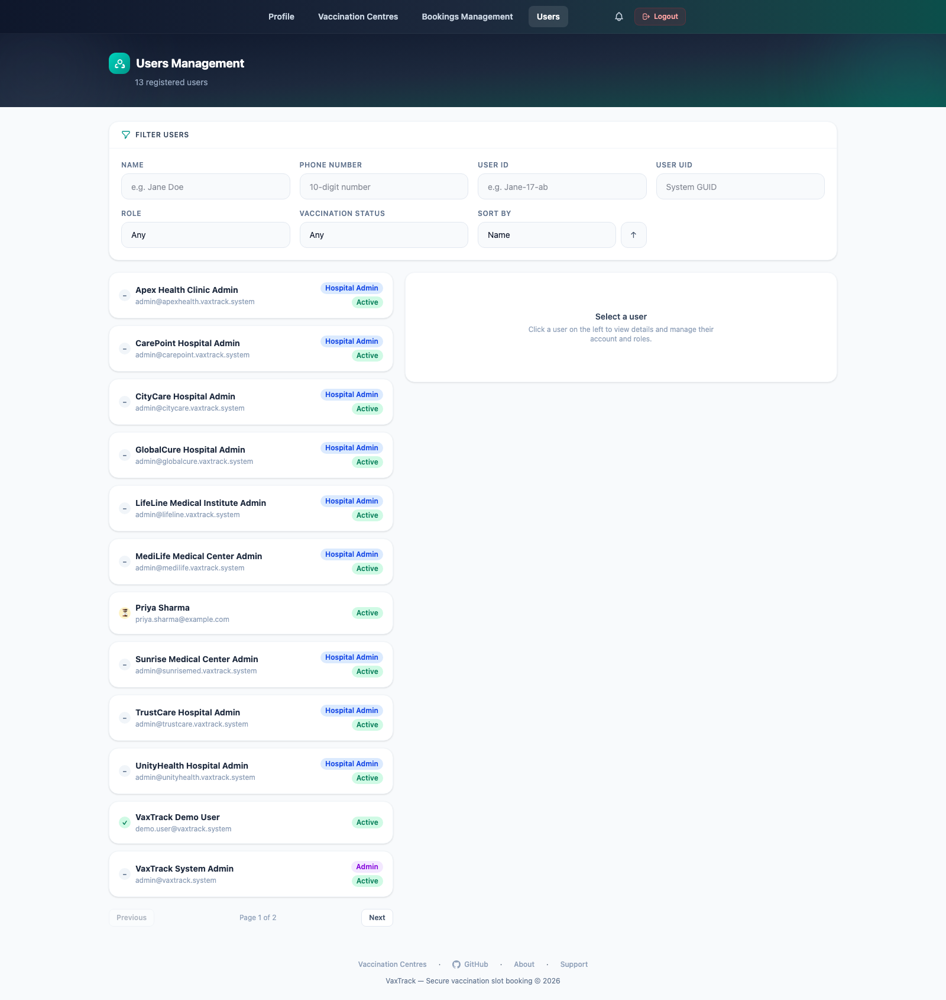 Profile
Vaccination Centres
Bookings Management
Users
Logout
Users Management
13 registered users
FILTER USERS
NAME
PHONE NUMBER
USER ID
USER UID
e.g. Jane Doe
10-digit number
e.g. Jane-17-ab
System GUID
ROLE
VACCINATION STATUS
SORT BY
Any
Any
Name
↑
Apex Health Clinic Admin
admin@apexhealth.vaxtrack.system
Hospital Admin
Active
CarePoint Hospital Admin
admin@carepoint.vaxtrack.system
Hospital Admin
Active
CityCare Hospital Admin
admin@citycare.vaxtrack.system
Hospital Admin
Active
GlobalCure Hospital Admin
admin@globalcure.vaxtrack.system
Hospital Admin
Active
LifeLine Medical Institute Admin
admin@lifeline.vaxtrack.system
Hospital Admin
Active
MediLife Medical Center Admin
admin@medilife.vaxtrack.system
Hospital Admin
Active
Priya Sharma
priya.sharma@example.com
Active
Sunrise Medical Center Admin
admin@sunrisemed.vaxtrack.system
Hospital Admin
Active
TrustCare Hospital Admin
admin@trustcare.vaxtrack.system
Hospital Admin
Active
UnityHealth Hospital Admin
admin@unityhealth.vaxtrack.system
Hospital Admin
Active
VaxTrack Demo User
demo.user@vaxtrack.system
Active
VaxTrack System Admin
admin@vaxtrack.system
Admin
Active
Previous
Page 1 of 2
Next
Select a user
Click a user on the left to view details and manage their
account and roles.
Vaccination Centres · GitHub · About · Support
VaxTrack — Secure vaccination slot booking © 2026